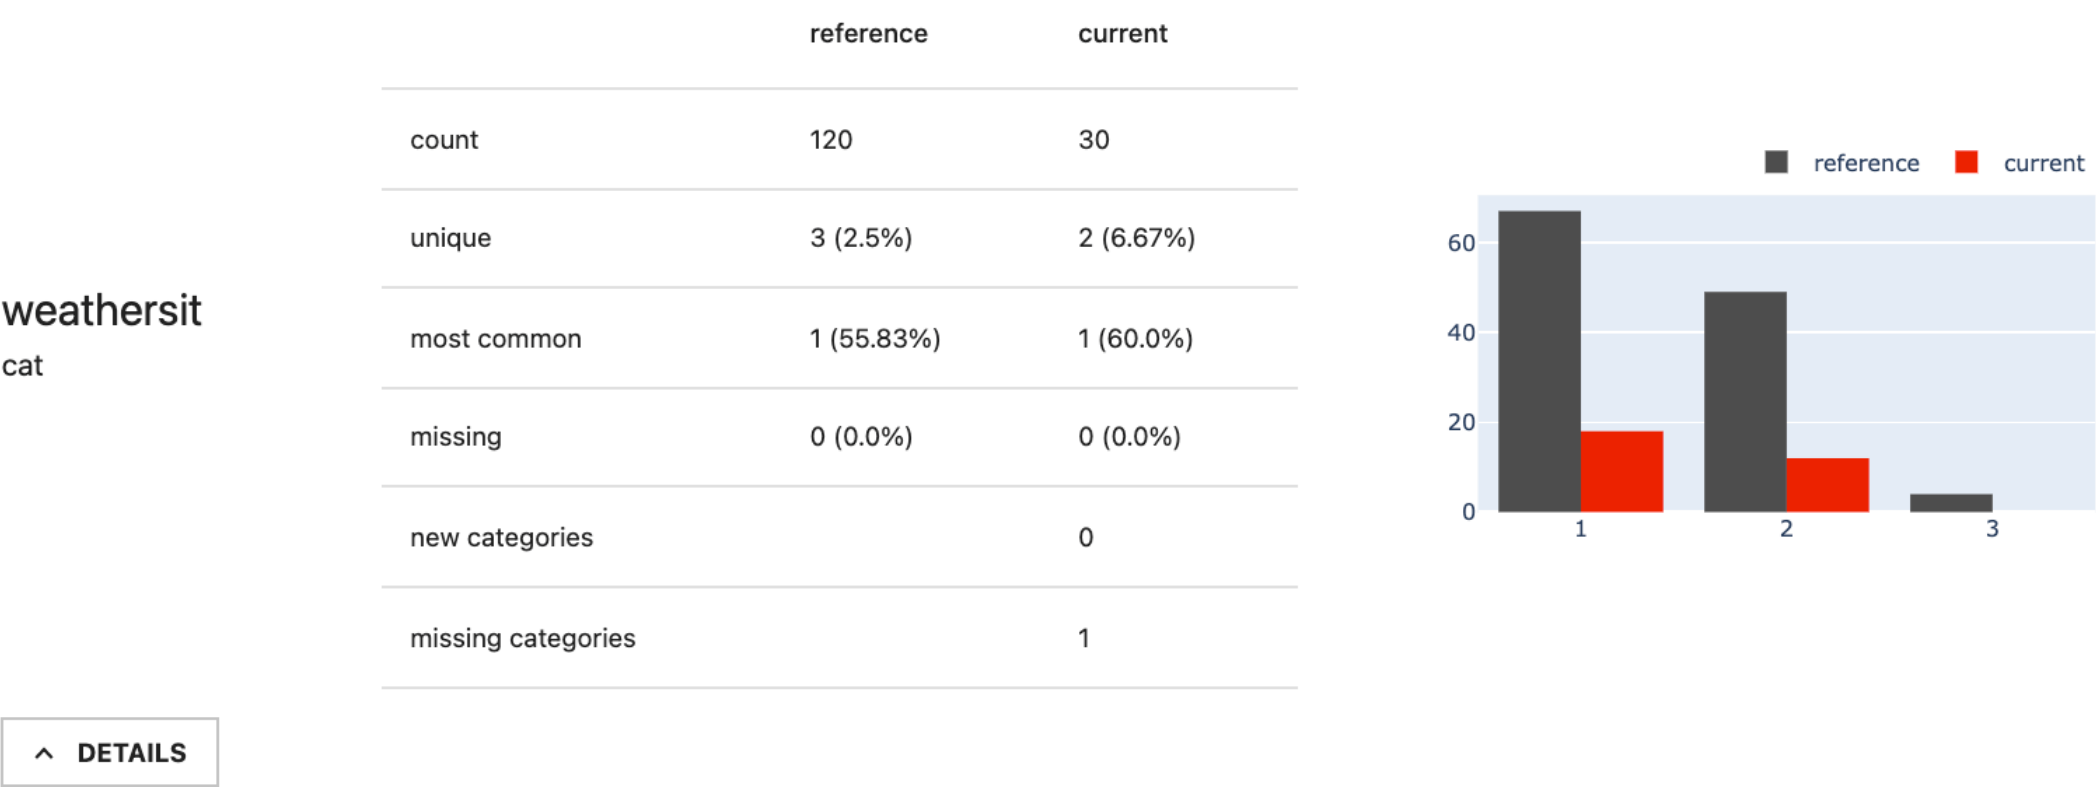 reference current
count 120 30
unique 3 (2.5%) 2 (6.67%)
weathersit
cat
most common 1 (55.83%) 1 (60.0%)
missing 0 (0.0%) 0 (0.0%)
new categories 0
missing categories 1
DETAILS
reference current
60
40
20
0
1 2 3